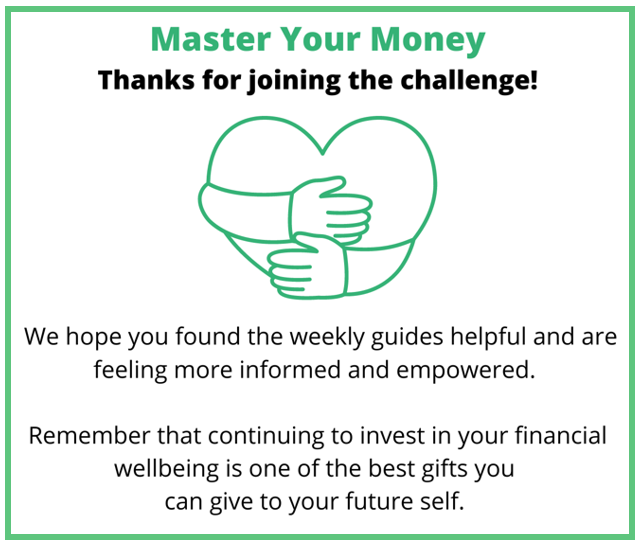 Master Your Money
Thanks for joining the challenge!
We hope you found the weekly guides helpful and are
feeling more informed and empowered.
Remember that continuing to invest in your financial
wellbeing is one of the best gifts you
can give to your future self.